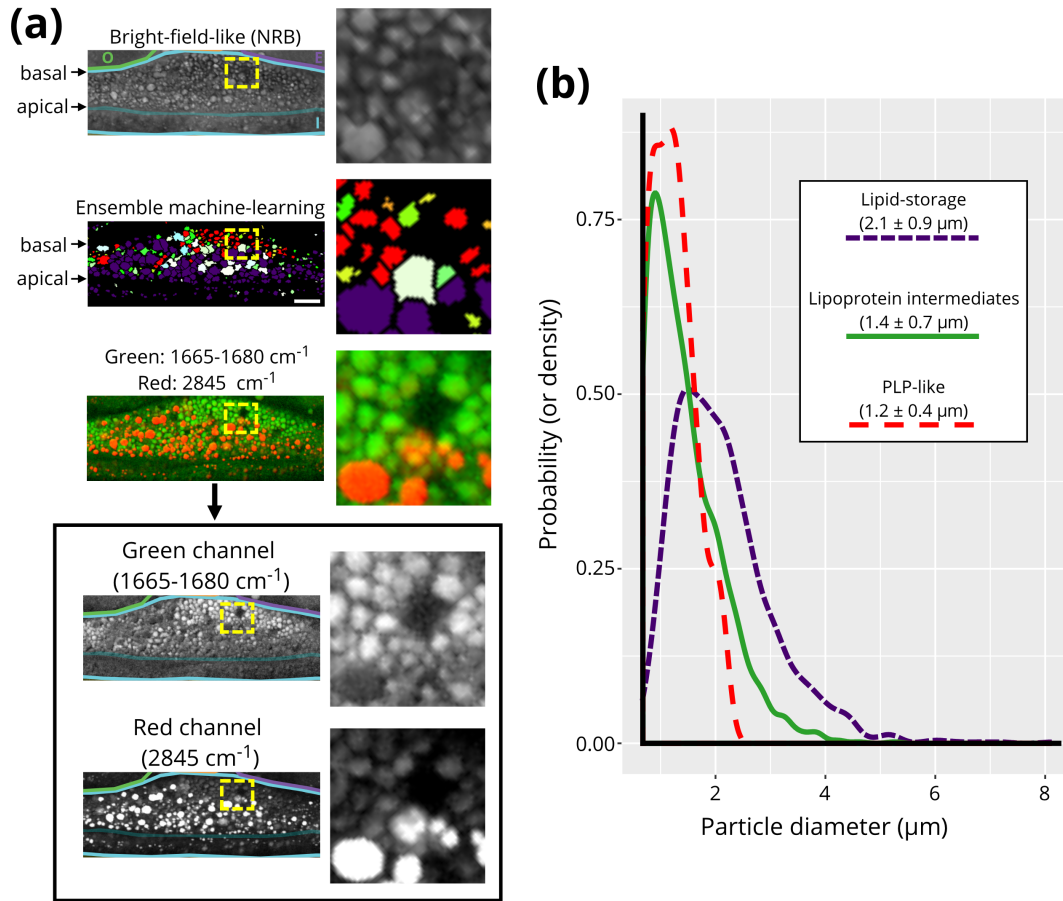 (a)
Bright-field-like (NRB)
O
E
basal
apical
I
Ensemble machine-learning
basal
apical
Green: 1665-1680 cm⁻¹
Red: 2845 cm⁻¹
Green channel
(1665-1680 cm⁻¹)
Red channel
(2845 cm⁻¹)
(b)
Probability (or density)
0.75
0.50
0.25
0.00
2
4
6
8
Particle diameter (μm)
Lipid-storage
(2.1 ± 0.9 μm)
Lipoprotein intermediates
(1.4 ± 0.7 μm)
PLP-like
(1.2 ± 0.4 μm)